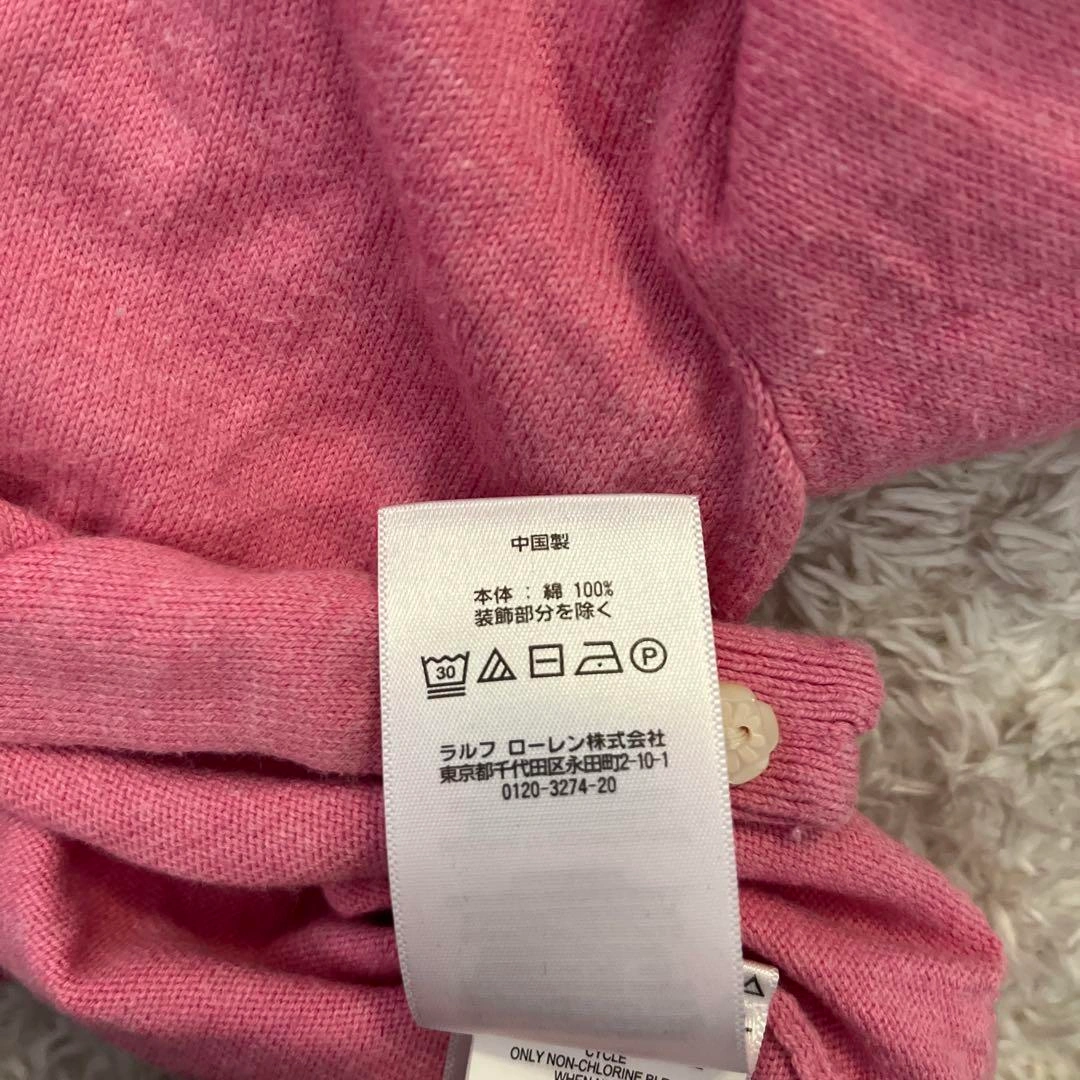 中国製
本体 : 綿 100%
装飾部分を除く
30 P
ラルフ ローレン株式会社
東京都千代田区永田町2-10-1
0120-3274-20
CYCLE
ONLY NON-CHLORINE
WHEN